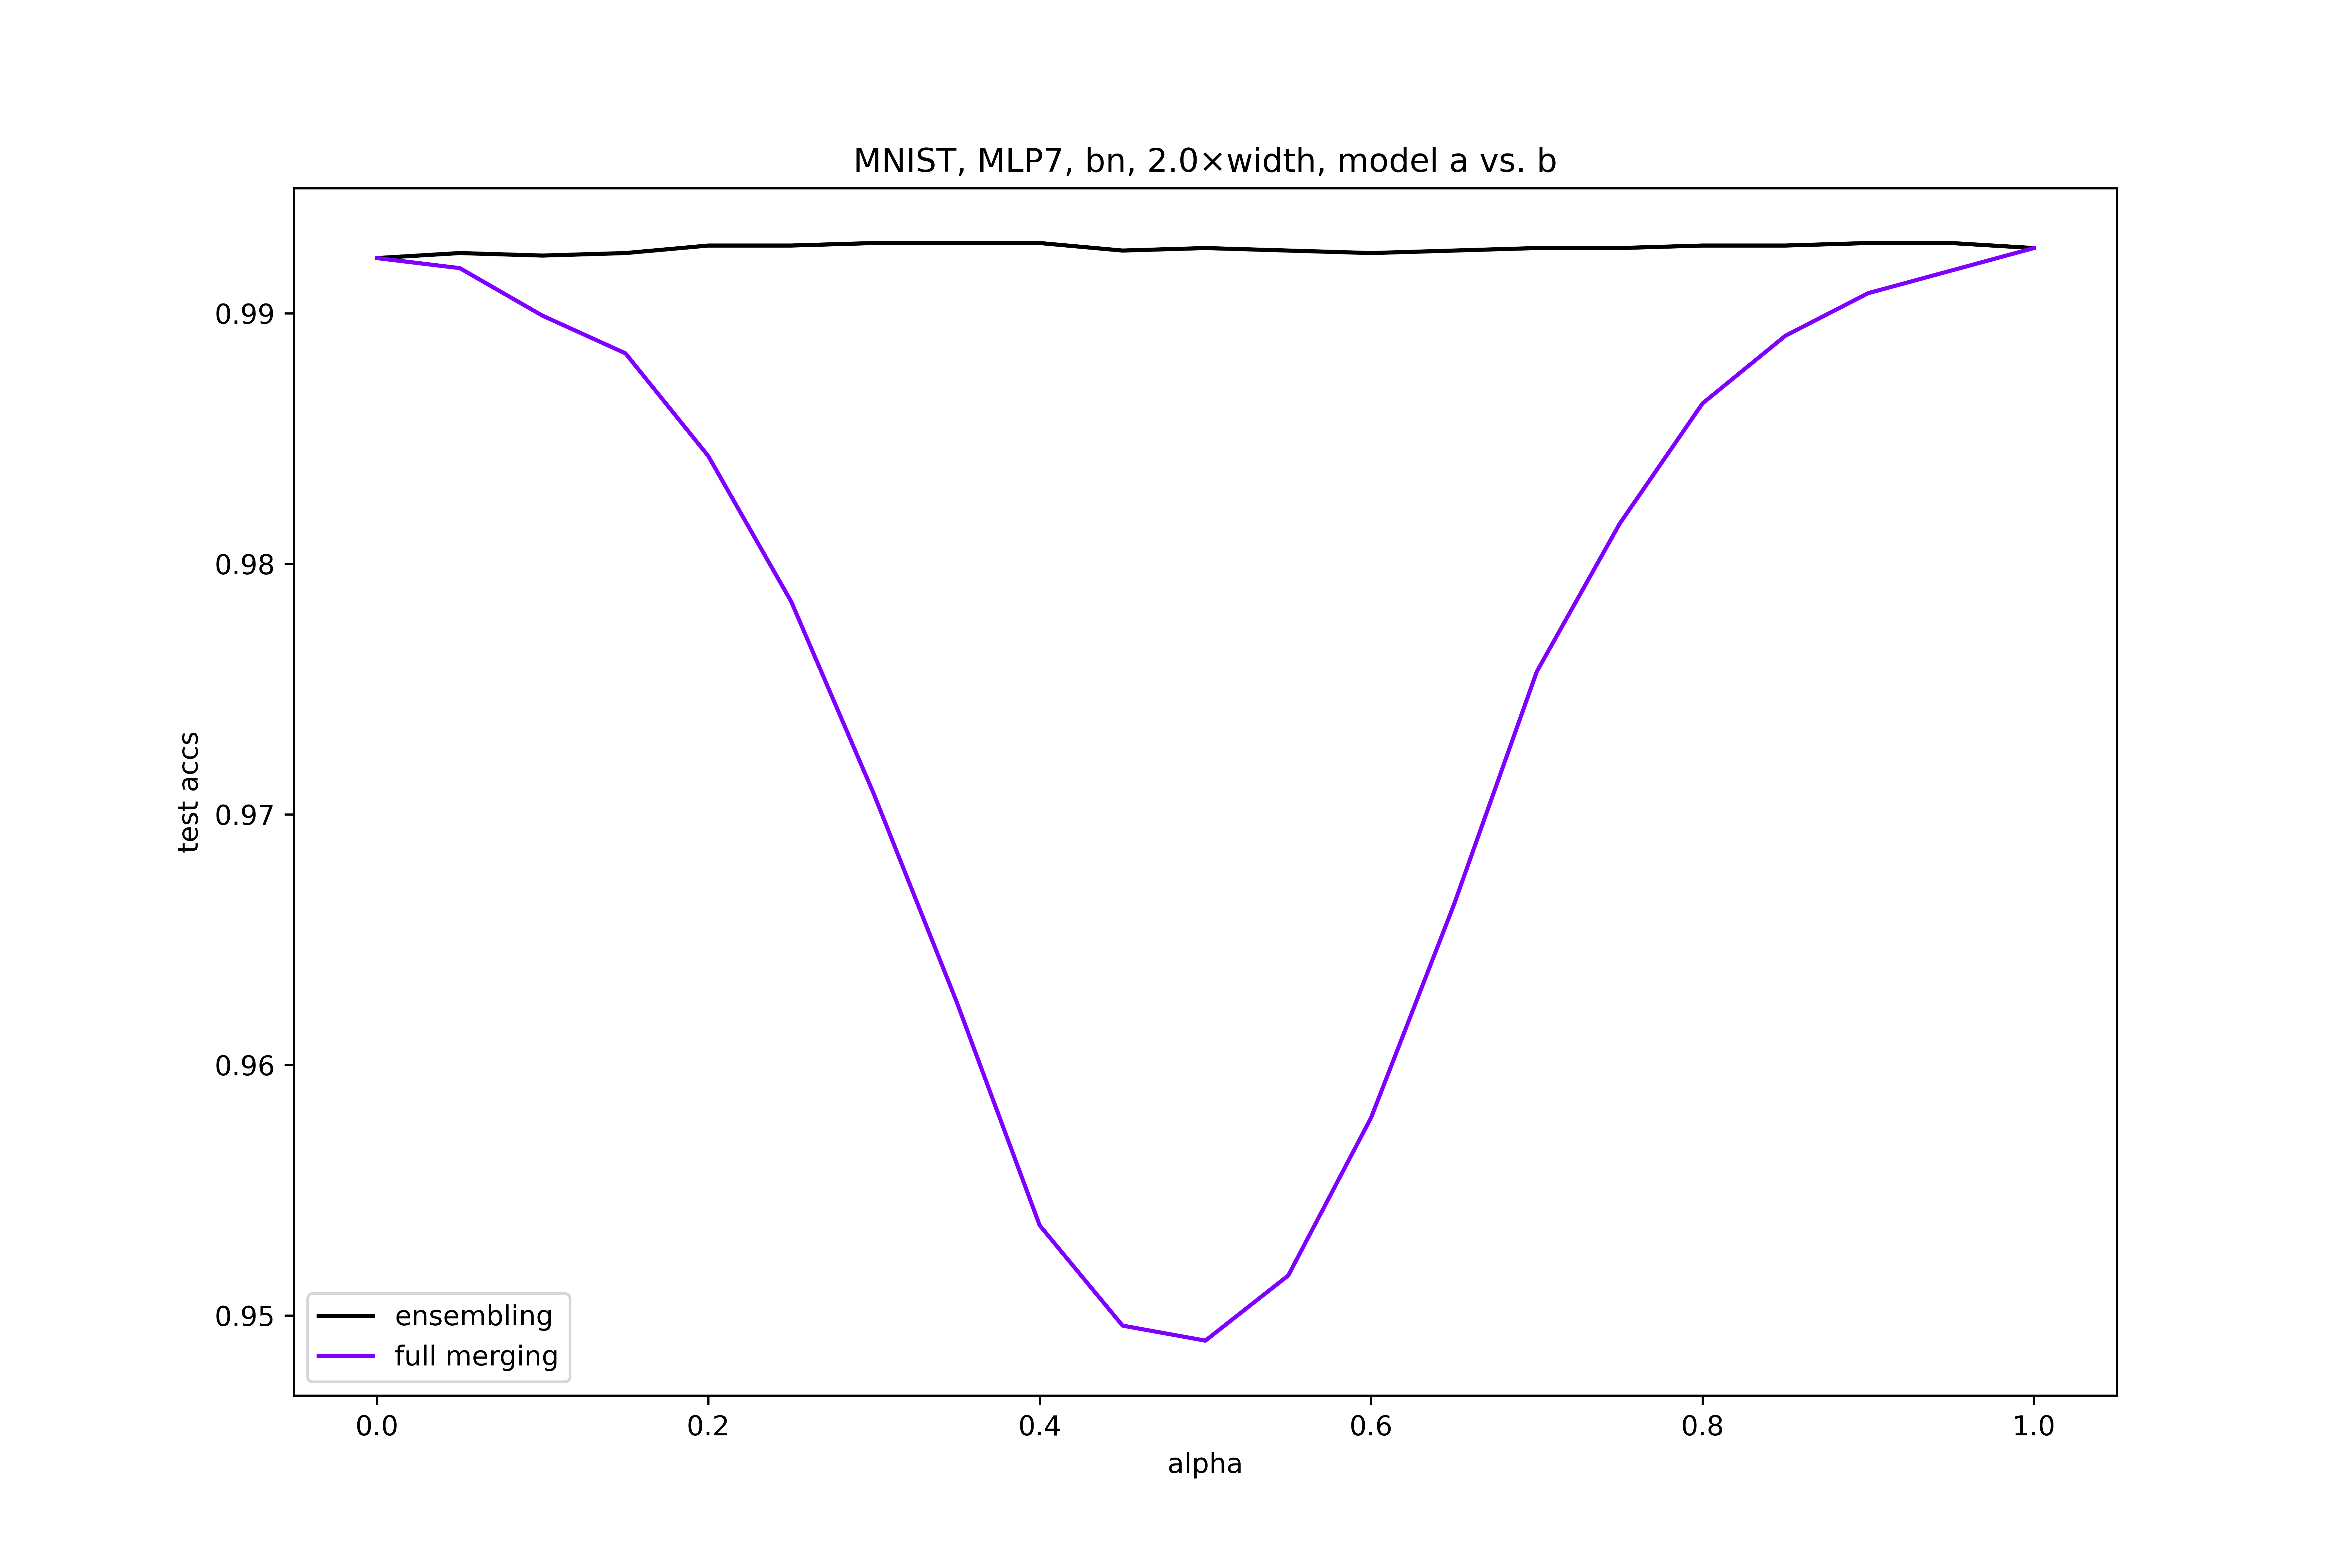 MNIST, MLP7, bn, 2.0×width, model a vs. b
0.99
0.98
0.97
0.96
0.95
test accs
ensembling
full merging
0.0 0.2 0.4 0.6 0.8 1.0
alpha